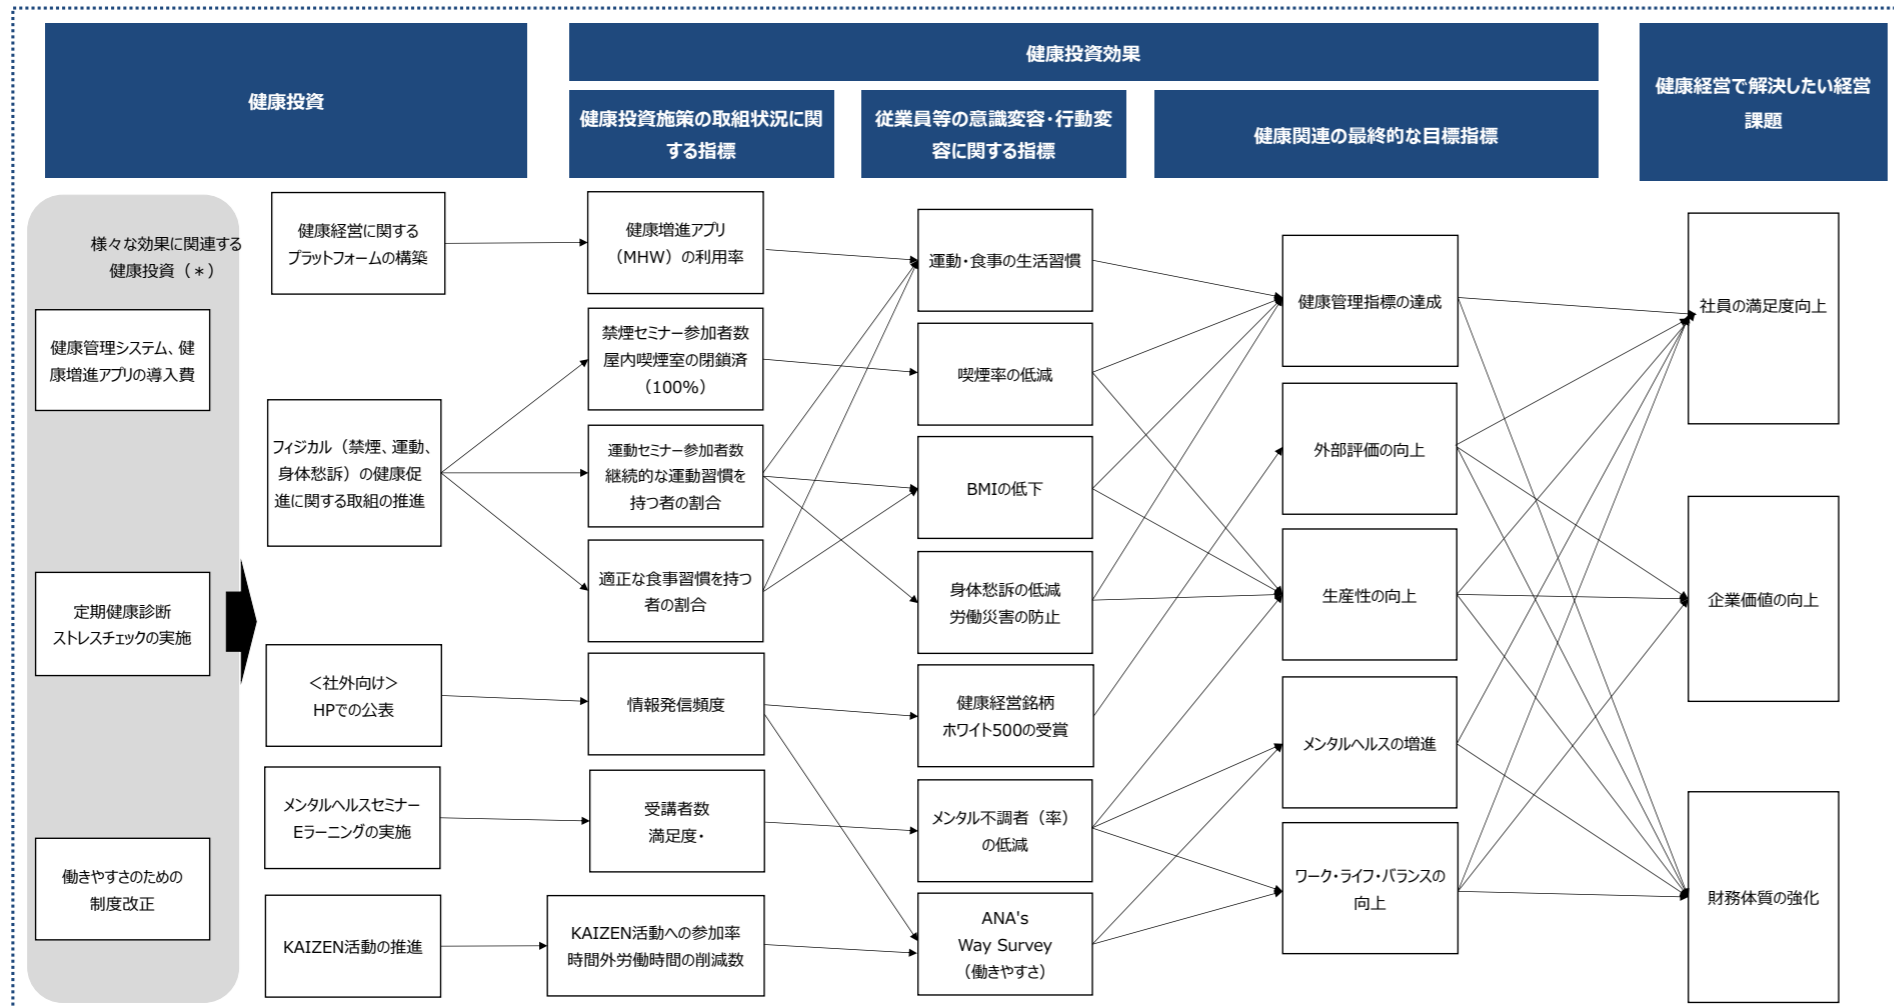 健康投資
健康投資効果
健康投資施策の取組状況に関
する指標
従業員等の意識変容・行動変
容に関する指標
健康関連の最終的な目標指標
健康経営で解決したい経営
課題
様々な効果に関連する
健康投資（＊）
健康管理システム、健
康増進アプリの導入費
定期健康診断
ストレスチェックの実施
働きやすさのための
制度改正
健康経営に関する
プラットフォームの構築
フィジカル（禁煙、運動、
身体愁訴）の健康促
進に関する取組の推進
＜社外向け＞
HPでの公表
メンタルヘルスセミナー
Eラーニングの実施
KAIZEN活動の推進
健康増進アプリ
（MHW）の利用率
禁煙セミナー参加者数
屋内喫煙室の閉鎖済
（100%）
運動セミナー参加者数
継続的な運動習慣を
持つ者の割合
適正な食事習慣を持つ
者の割合
情報発信頻度
受講者数
満足度・
KAIZEN活動への参加率
時間外労働時間の削減数
運動・食事の生活習慣
喫煙率の低減
BMIの低下
身体愁訴の低減
労働災害の防止
健康経営銘柄
ホワイト500の受賞
メンタル不調者（率）
の低減
ANA's
Way Survey
（働きやすさ）
健康管理指標の達成
外部評価の向上
生産性の向上
メンタルヘルスの増進
ワーク・ライフ・バランスの
向上
社員の満足度向上
企業価値の向上
財務体質の強化